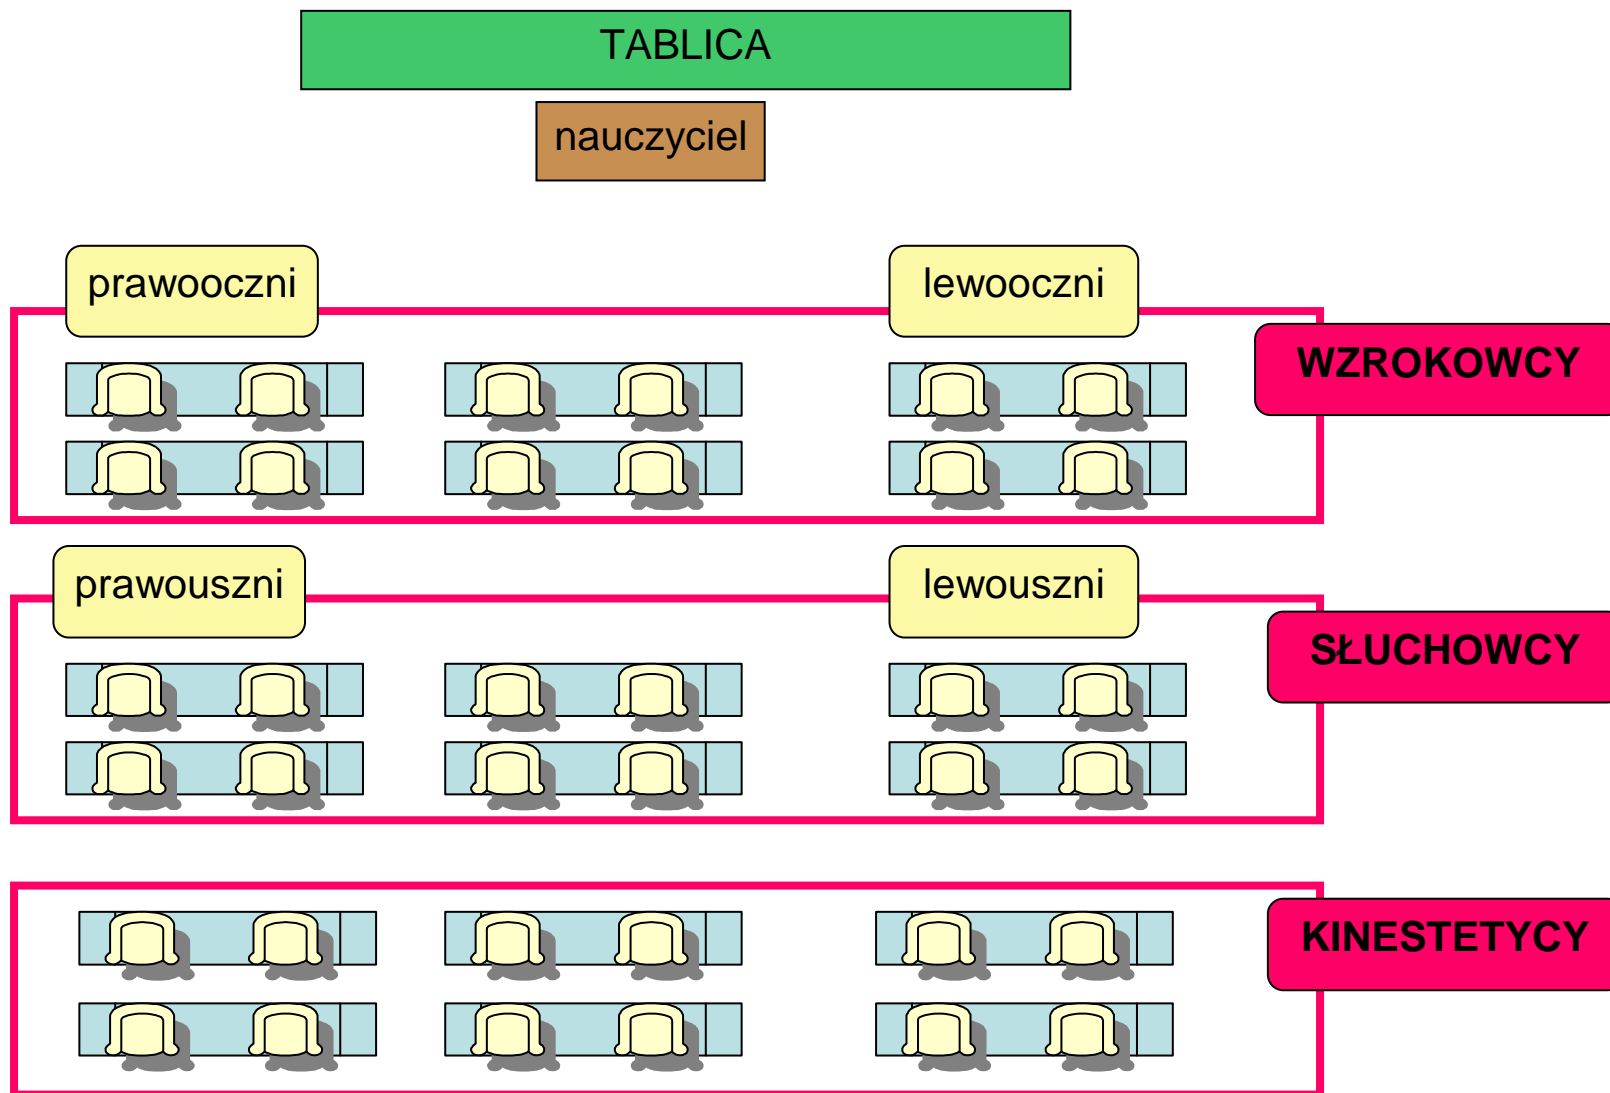 TABLICA
nauczyciel
prawooczni
lewooczni
WZROKOWCY
prawouszni
lewouszni
SŁUCHOWCY
KINESTETYCY